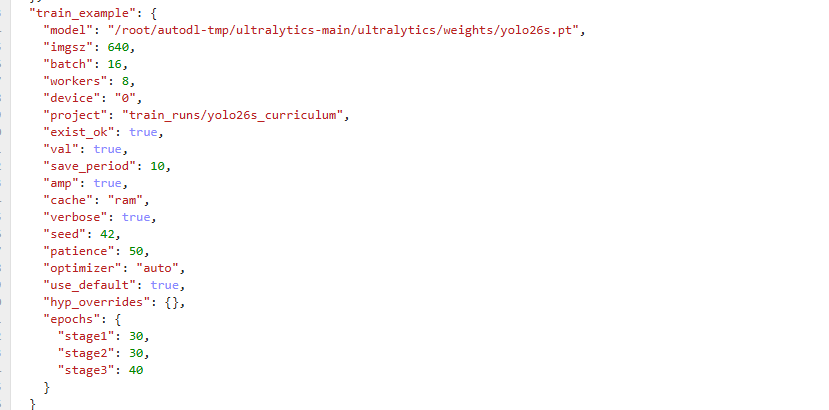 "train_example": {
"model": "/root/autodl-tmp/ultralytics-main/ultralytics/weights/yolo26s.pt",
"imgsz": 640,
"batch": 16,
"workers": 8,
"device": "0",
"project": "train_runs/yolo26s_curriculum",
"exist_ok": true,
"val": true,
"save_period": 10,
"amp": true,
"cache": "ram",
"verbose": true,
"seed": 42,
"patience": 50,
"optimizer": "auto",
"use_default": true,
"hyp_overrides": {},
"epochs": {
"stage1": 30,
"stage2": 30,
"stage3": 40
}
}